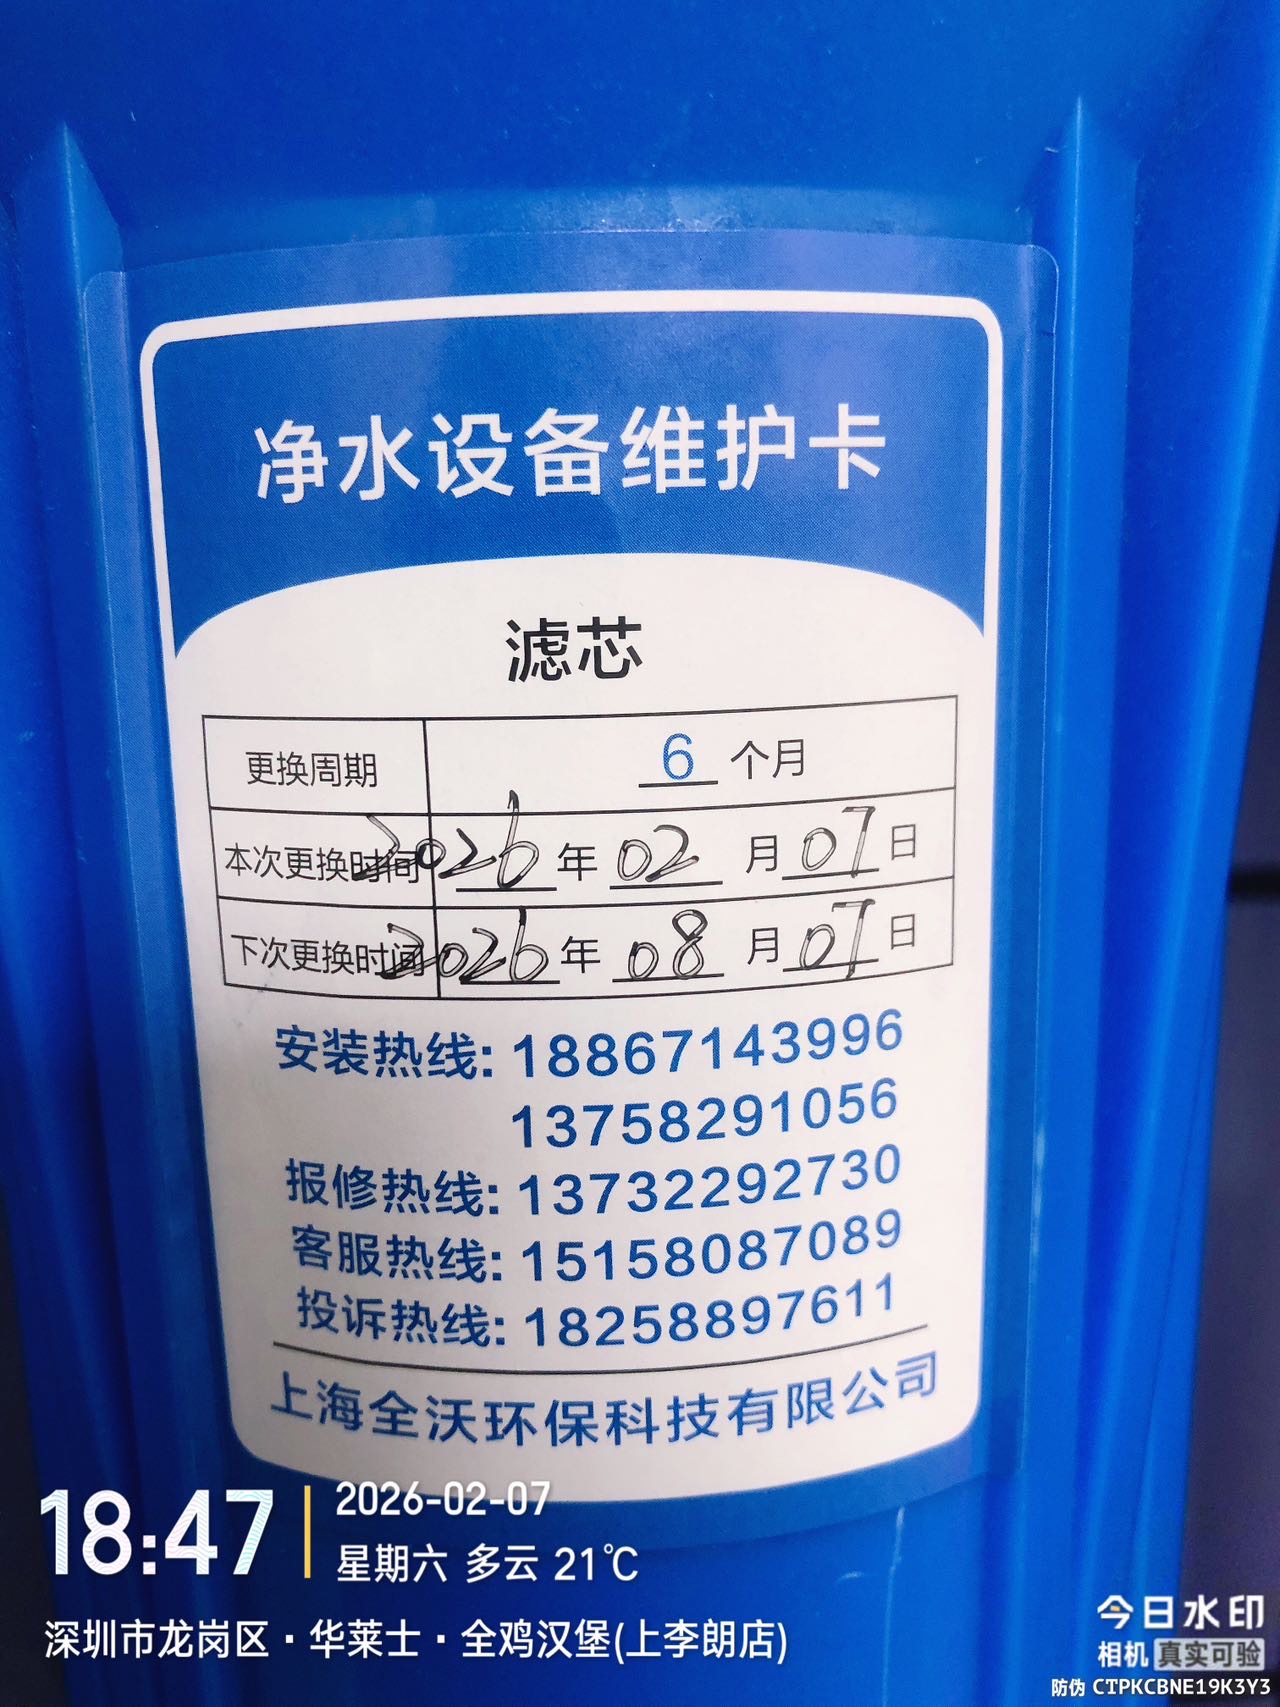 净水设备维护卡
滤芯
更换周期 6 个月
本次更换时间 2026 年 02 月 07 日
下次更换时间 2026 年 08 月 07 日
安装热线: 18867143996
13758291056
报修热线: 13732292730
客服热线: 15158087089
投诉热线: 18258897611
上海全沃环保科技有限公司
18:47
2026-02-07
星期六 多云 21℃
深圳市龙岗区·华莱士·全鸡汉堡(上李朗店)
今日水印
相机 真实可验
防伪 CTPKCBNE19K3Y3